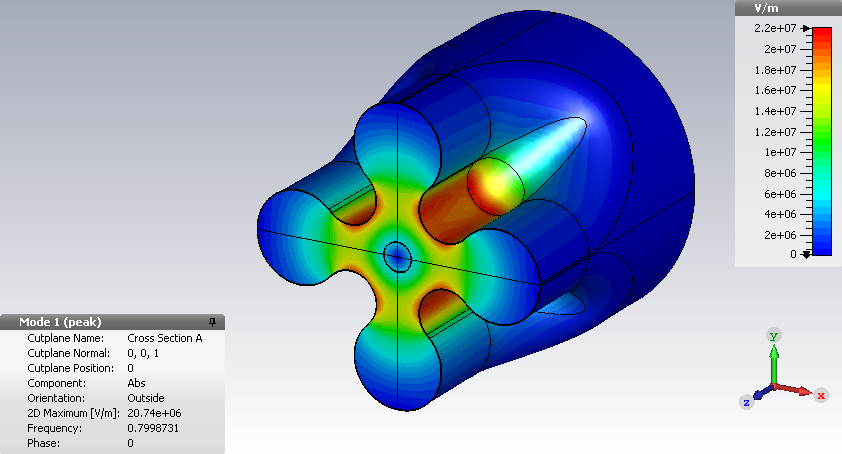 V/m
2.2e+07
2e+07
1.8e+07
1.6e+07
1.4e+07
1.2e+07
1e+07
8e+06
6e+06
4e+06
2e+06
0
Mode 1 (peak)
Cutplane Name: Cross Section A
Cutplane Normal: 0, 0, 1
Cutplane Position: 0
Component: Abs
Orientation: Outside
2D Maximum [V/m]: 20.74e+06
Frequency: 0.7998731
Phase: 0
y
z
x